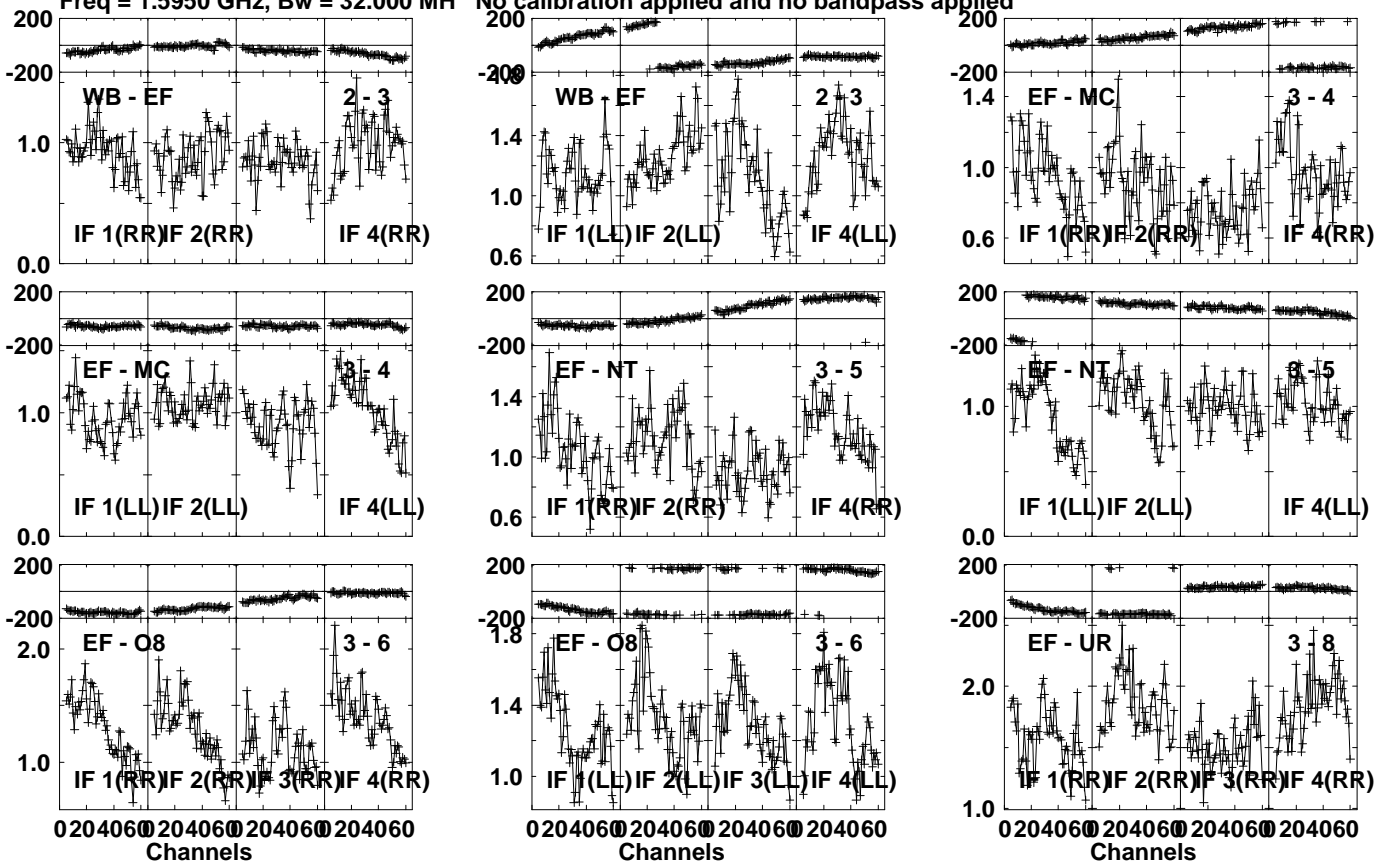 Freq = 1.5950 GHz, Bw = 32.000 MH No calibration applied and no bandpass applied
200
-200
WB - EF 2 - 3
1.0
IF 1(RR) IF 2(RR) IF 4(RR)
0.0
200
-200
1.8
WB - EF 2 - 3
1.4
1.0
IF 1(LL) IF 2(LL) IF 4(LL)
0.6
200
-200
EF - MC 3 - 4
1.4
1.0
0.6
IF 1(RR) IF 2(RR) IF 4(RR)
200
-200
EF - MC 3 - 4
1.0
IF 1(LL) IF 2(LL) IF 4(LL)
0.0
200
-200
EF - NT 3 - 5
1.4
1.0
0.6
IF 1(RR) IF 2(RR) IF 4(RR)
200
-200
EF - NT 3 - 5
1.0
IF 1(LL) IF 2(LL) IF 4(LL)
0.0
200
-200
EF - O8 3 - 6
2.0
1.0
IF 1(RR) IF 2(RR) IF 3(RR) IF 4(RR)
0 20 40 60 0 20 40 60 0 20 40 60 0 20 40 60
Channels
200
-200
1.8
EF - O8 3 - 6
1.4
1.0
IF 1(LL) IF 2(LL) IF 3(LL) IF 4(LL)
0 20 40 60 0 20 40 60 0 20 40 60 0 20 40 60
Channels
200
-200
EF - UR 3 - 8
2.0
IF 1(RR) IF 2(RR) IF 3(RR) IF 4(RR)
1.0
0 20 40 60 0 20 40 60 0 20 40 60 0 20 40 60
Channels